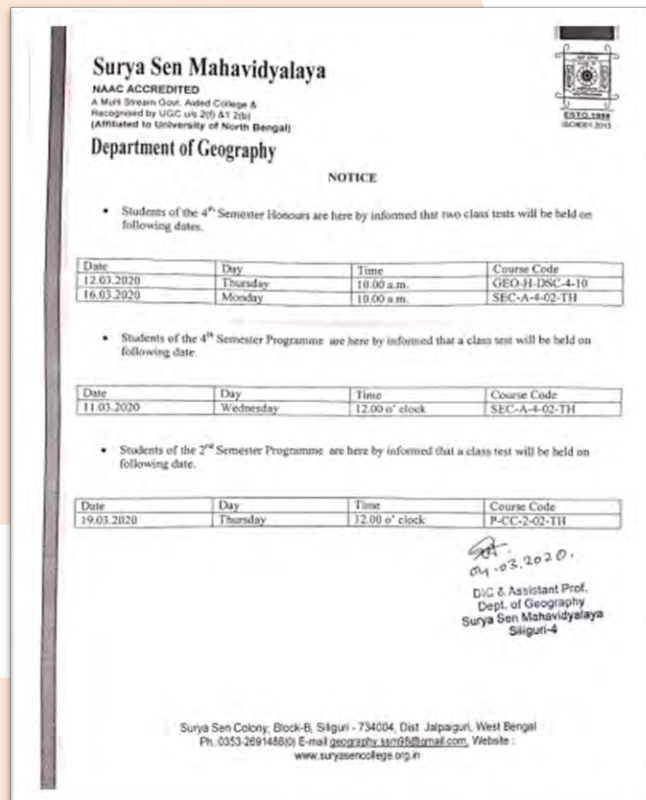 Surya Sen Mahavidyalaya
NAAC ACCREDITED
A Multi Stream Govt. Aided College &
Recognised by UGC u/s 2(f) &1 2(b)
(Affiliated to University of North Bengal)
ESTD.1998
ISO9001:2015
Department of Geography
NOTICE
• Students of the 4th Semester Honours are here by informed that two class tests will be held on
following dates.
Date Day Time Course Code
12.03.2020 Thursday 10.00 a.m. GEO-H-DSC-4-10
16.03.2020 Monday 10.00 a.m. SEC-A-4-02-TH
• Students of the 4th Semester Programme are here by informed that a class test will be held on
following date
Date Day Time Course Code
11.03.2020 Wednesday 12.00 o' clock SEC-A-4-02-TH
• Students of the 2nd Semester Programme are here by informed that a class test will be held on
following date.
Date Day Time Course Code
19.03.2020 Thursday 12.00 o' clock P-CC-2-02-TH
04.03.2020.
DIC & Assistant Prof.
Dept. of Geography
Surya Sen Mahavidyalaya
Siliguri-4
Surya Sen Colony, Block-B, Siliguri - 734004, Dist. Jalpaiguri, West Bengal
Ph. 0353-2691488(0) E-mail geography.ssm98@gmail.com, Website :
www.suryasencollege.org.in